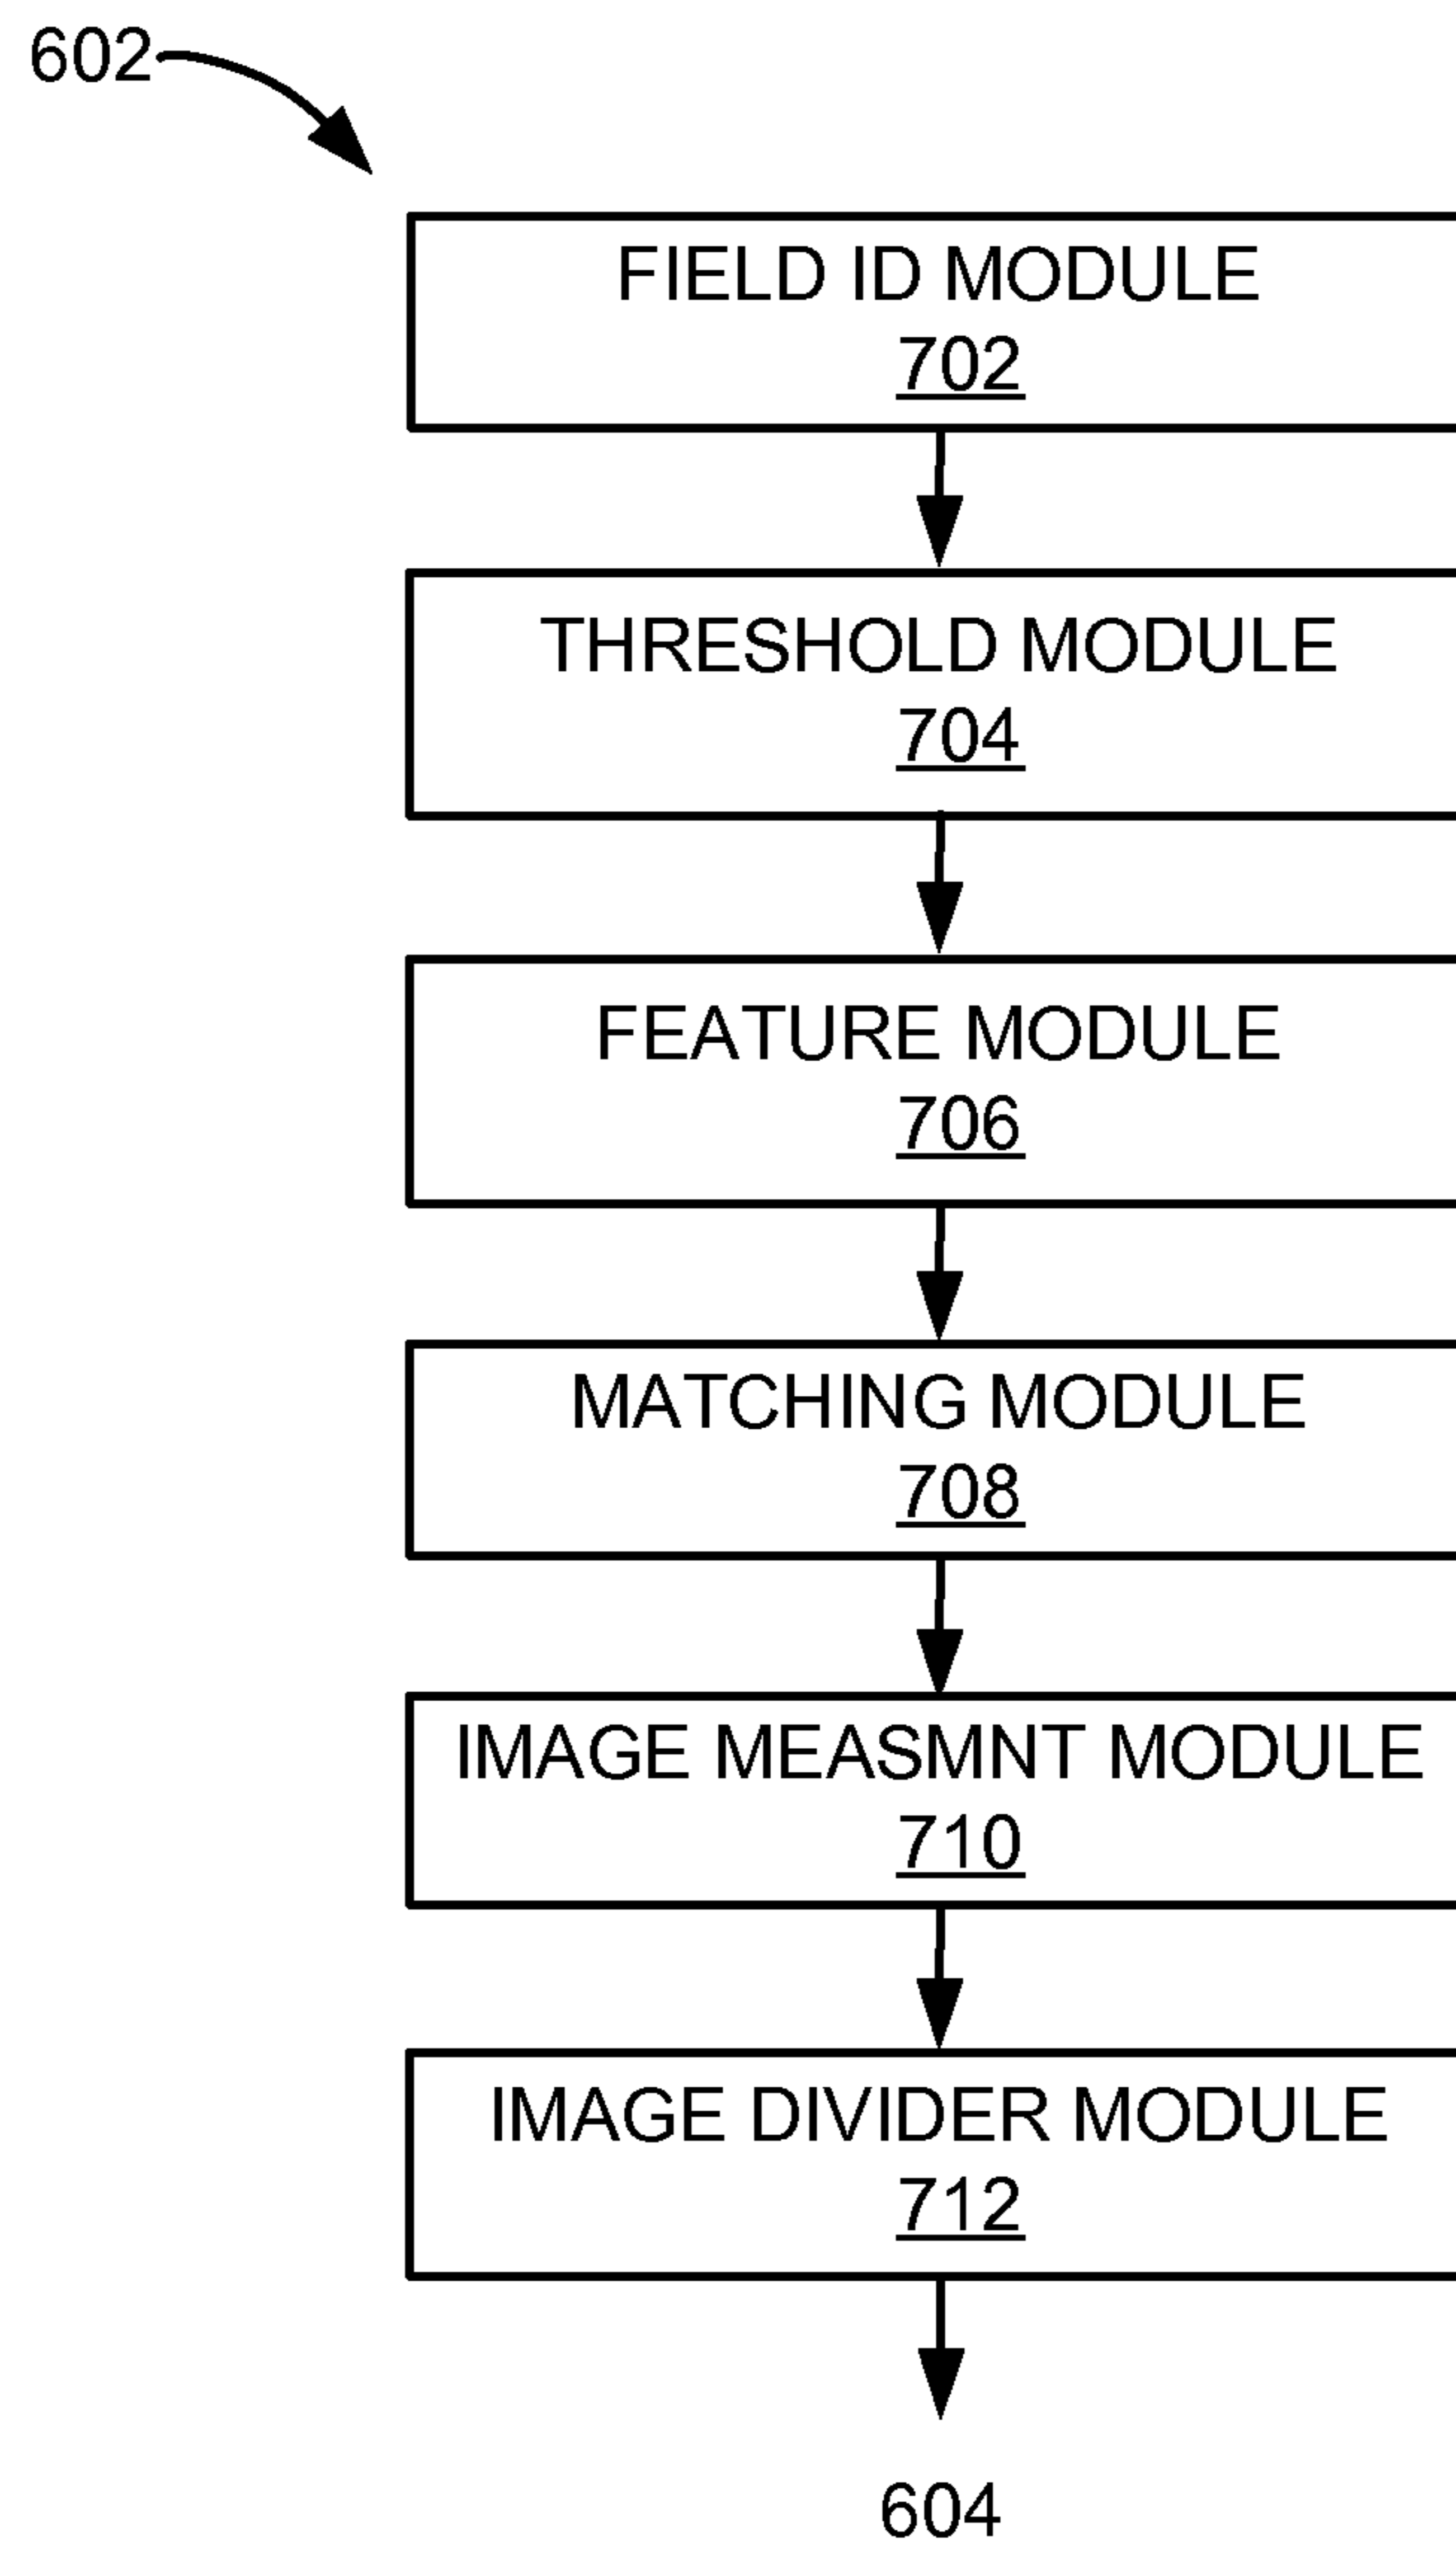 602
FIELD ID MODULE
702
THRESHOLD MODULE
704
FEATURE MODULE
706
MATCHING MODULE
708
IMAGE MEASMNT MODULE
710
IMAGE DIVIDER MODULE
712
604